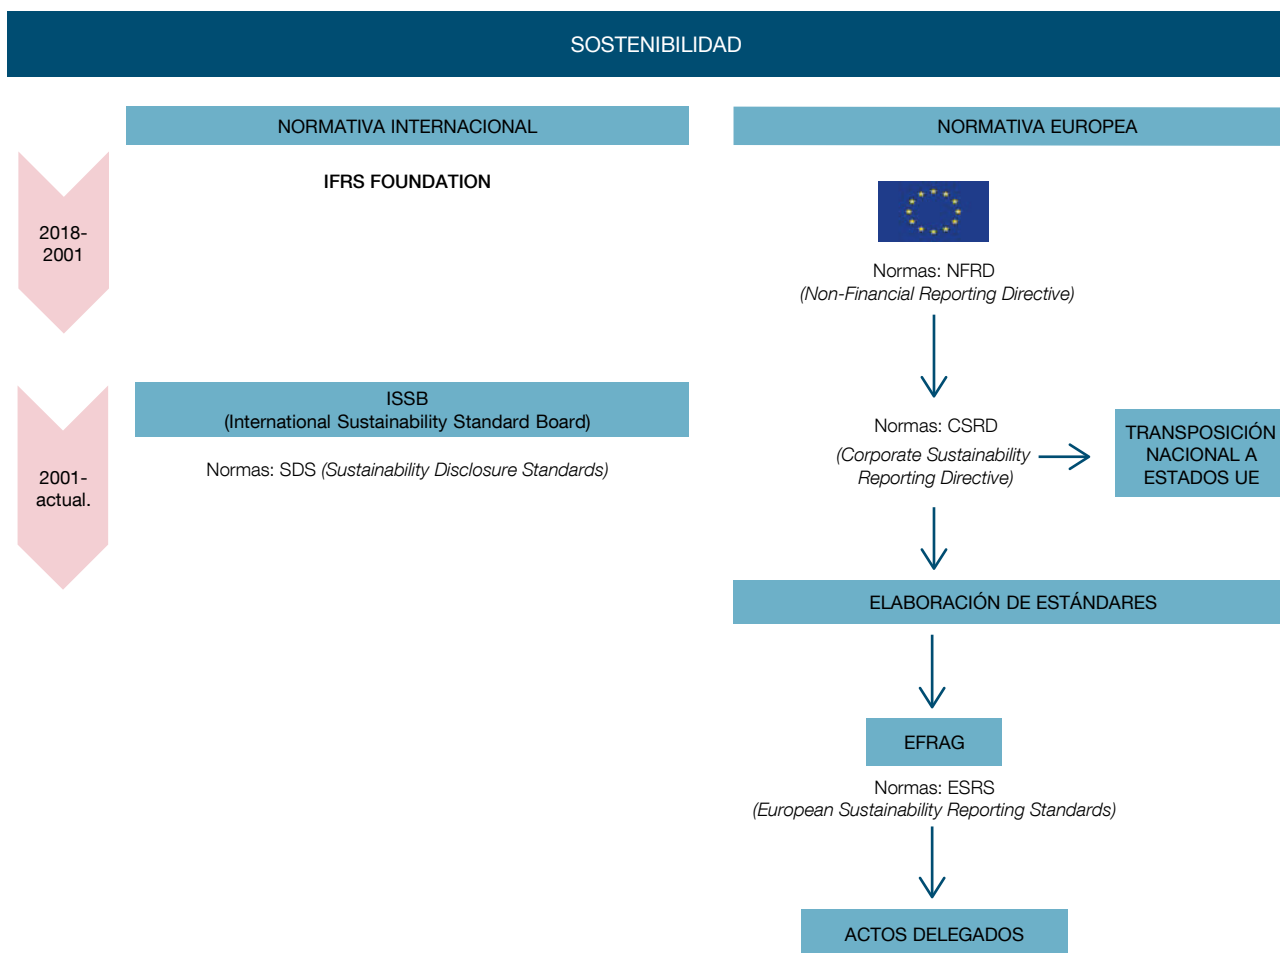 SOSTENIBILIDAD
NORMATIVA INTERNACIONAL
NORMATIVA EUROPEA
IFRS FOUNDATION
2018-
2001
Normas: NFRD
(Non-Financial Reporting Directive)
ISSB
(International Sustainability Standard Board)
Normas: SDS (Sustainability Disclosure Standards)
2001-
actual.
Normas: CSRD
(Corporate Sustainability
Reporting Directive)
TRANSPOSICIÓN
NACIONAL A
ESTADOS UE
ELABORACIÓN DE ESTÁNDARES
EFRAG
Normas: ESRS
(European Sustainability Reporting Standards)
ACTOS DELEGADOS